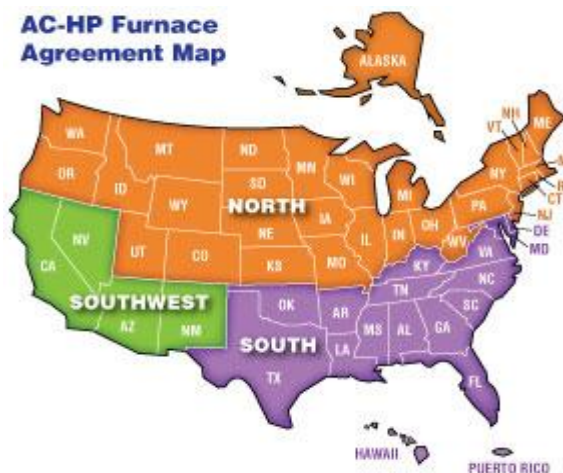 AC-HP Furnace
Agreement Map
ALASKA
WA
MT
ND
MN
OR
ID
SD
WI
MI
WY
NORTH
IA
NE
NV
UT
CO
KS
MO
IL
IN
OH
WV
PA
NY
VT
NH
ME
CT
NJ
DE
MD
CA
SOUTHWEST
AZ
NM
OK
AR
KY
VA
TN
NC
SC
MS
AL
GA
LA
SOUTH
TX
FL
HAWAII
PUERTO RICO